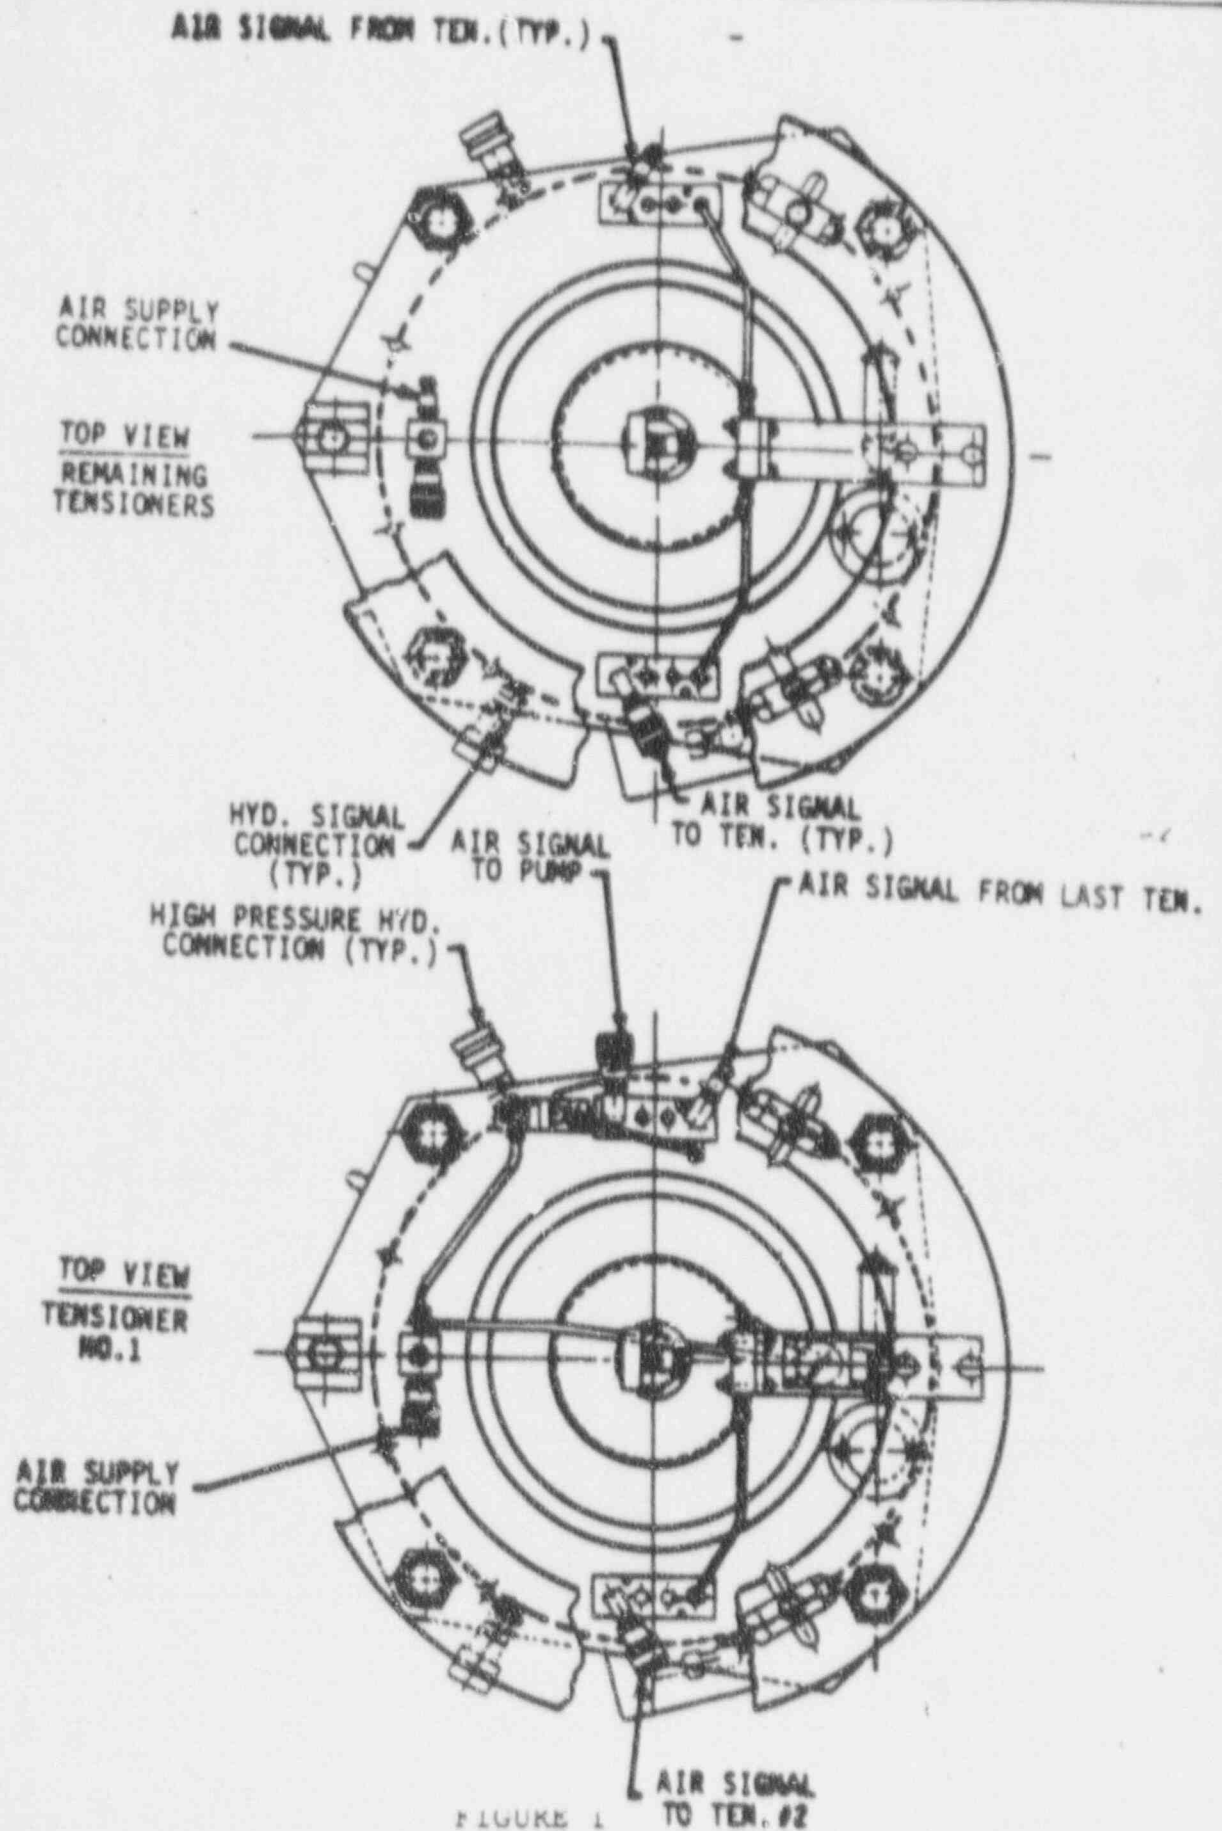 AIR SIGNAL FROM TEN.(TYP.)
AIR SUPPLY
CONNECTION
TOP VIEW
REMAINING
TENSIONERS
HYD. SIGNAL
CONNECTION
(TYP.)
AIR SIGNAL
TO PUMP
AIR SIGNAL
TO TEN. (TYP.)
AIR SIGNAL FROM LAST TEN.
HIGH PRESSURE HYD.
CONNECTION (TYP.)
TOP VIEW
TENSIONER
NO.1
AIR SUPPLY
CONNECTION
AIR SIGNAL
TO TEN. #2
FIGURE 1